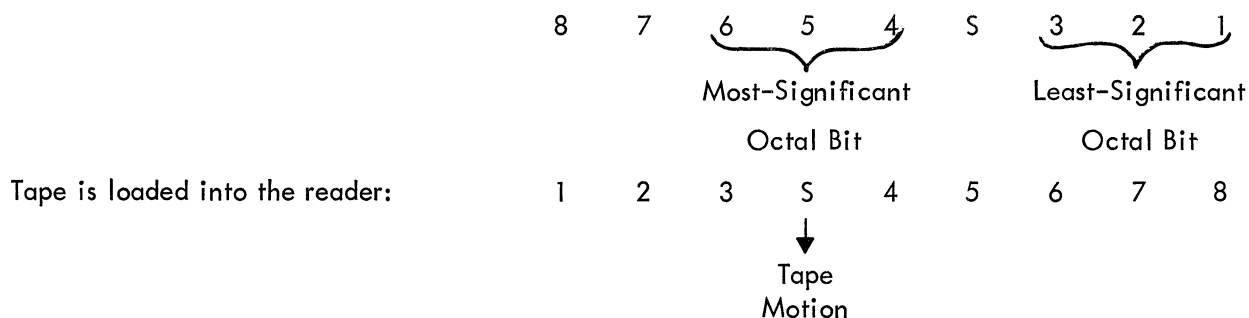 8 7 6 5 4 S 3 2 1
Most-Significant Least-Significant
Octal Bit Octal Bit
Tape is loaded into the reader: 1 2 3 S 4 5 6 7 8
Tape
Motion